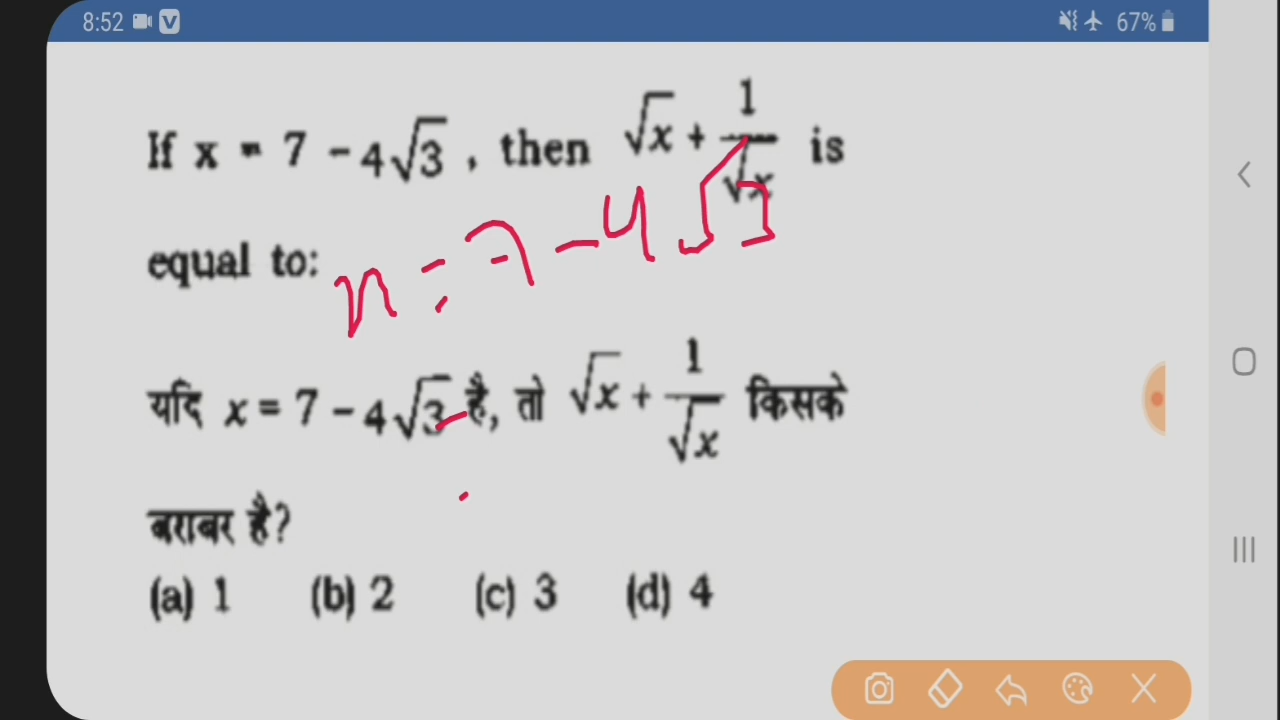 8:52 V 67%
If x = 7 - 4√3, then √x + 1/√x is
equal to:
x = 7 - 4√3
यदि x = 7 - 4√3 है, तो √x + 1/√x किसके
बराबर है?
(a) 1 (b) 2 (c) 3 (d) 4